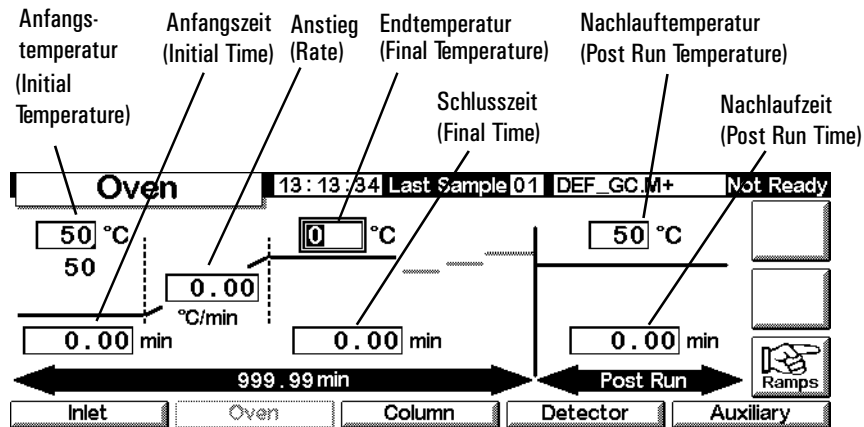 Anfangs-
temperatur
(Initial
Temperature)
Anfangszeit
(Initial Time)
Anstieg
(Rate)
Endtemperatur
(Final Temperature)
Schlusszeit
(Final Time)
Nachlauftemperatur
(Post Run Temperature)
Nachlaufzeit
(Post Run Time)
Oven 13:13:34 Last Sample 01 DEF_GC.M+ Not Ready
50 °C 0 °C 50 °C
50
0.00
°C/min
0.00 min 0.00 min 0.00 min
999.99 min Post Run Ramps
Inlet Oven Column Detector Auxiliary